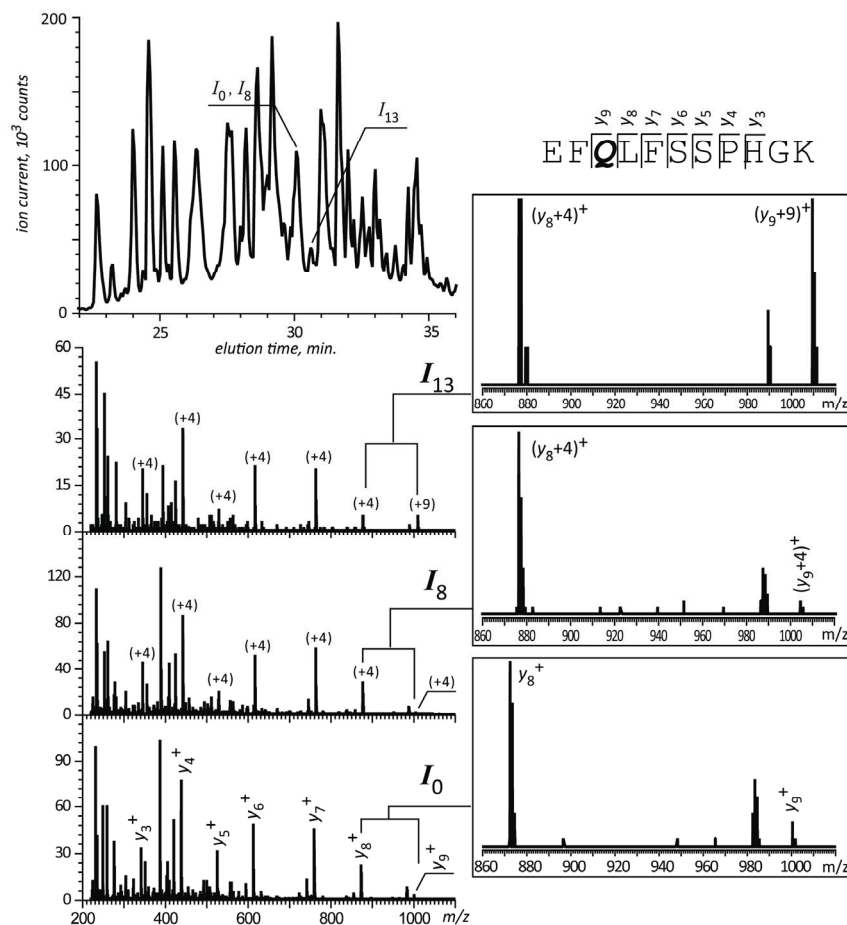 200
100
0
ion current, 10³ counts
I₀, I₈
I₁₃
25 30 35
elution time, min.
y₉ y₈ y₇ y₆ y₅ y₄ y₃
EFQLFSSPHGK
(y₈+4)⁺ (y₉+9)⁺
860 880 900 920 940 960 980 1000 m/z
60
45
30
15
0
I₁₃
(+4) (+4) (+4) (+4) (+4) (+4) (+9)
(y₈+4)⁺ (y₉+4)⁺
860 880 900 920 940 960 980 1000 m/z
120
80
40
0
I₈
(+4) (+4) (+4) (+4) (+4) (+4) (+4)
y₈⁺ y₉⁺
860 880 900 920 940 960 980 1000 m/z
90
60
30
0
I₀
y₃⁺ y₄⁺ y₅⁺ y₆⁺ y₇⁺ y₈⁺ y₉⁺
200 400 600 800 1000 m/z